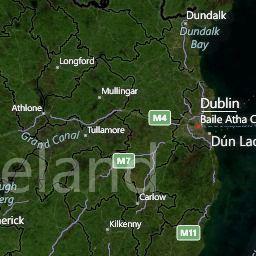 Dundalk
Dundalk
Bay
Longford
Mullingar
Athlone
M4
Dublin
Baile Atha C
Grand Canal
Tullamore
Dún Lao
M7
eland
Carlow
erick
Kilkenny
M11